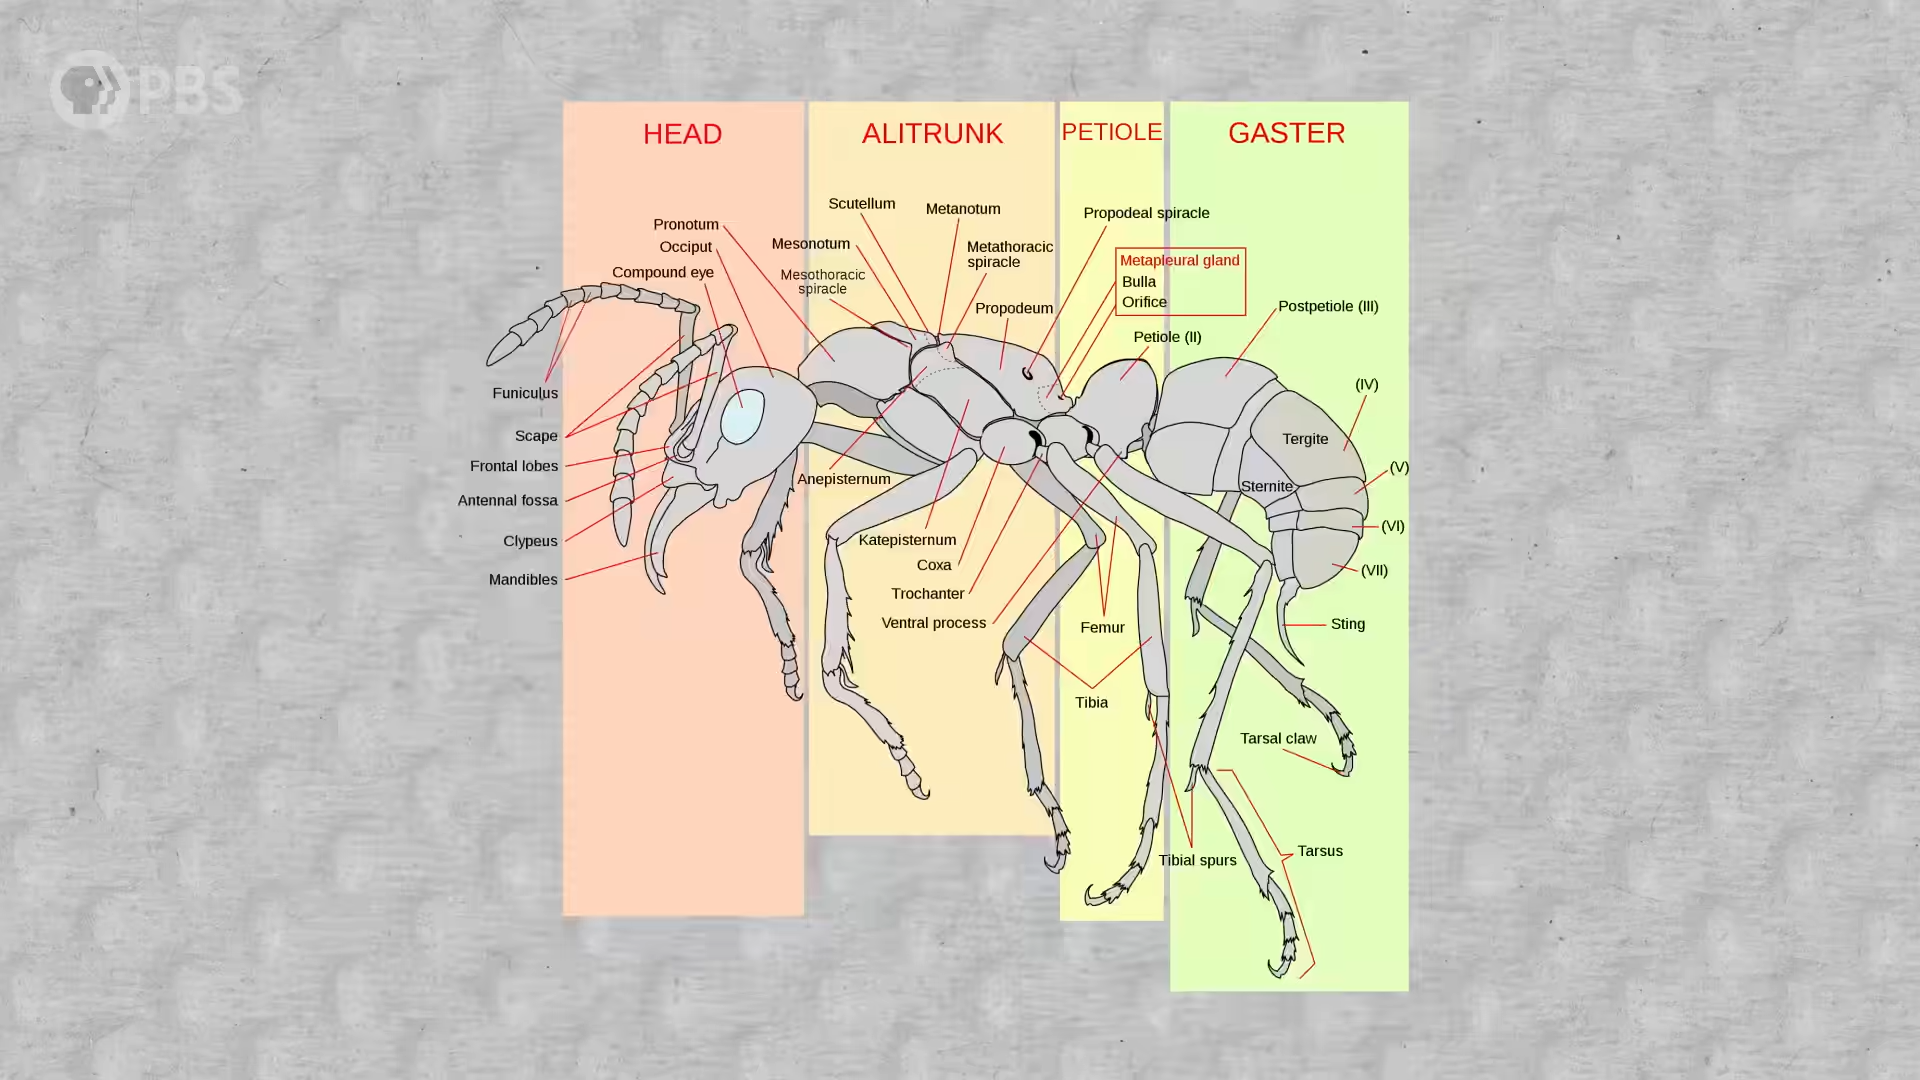 PBS
HEAD
ALITRUNK
PETIOLE
GASTER
Scutellum
Metanotum
Propodeal spiracle
Pronotum
Occiput
Compound eye
Mesonotum
Mesothoracic
spiracle
Metathoracic
spiracle
Metapleural gland
Bulla
Orifice
Propodeum
Petiole (II)
Postpetiole (III)
(IV)
Funiculus
Scape
Frontal lobes
Antennal fossa
Clypeus
Mandibles
Tergite
(V)
Sternite
(VI)
(VII)
Anepisternum
Katepisternum
Coxa
Trochanter
Ventral process
Femur
Sting
Tibia
Tarsal claw
Tibial spurs
Tarsus